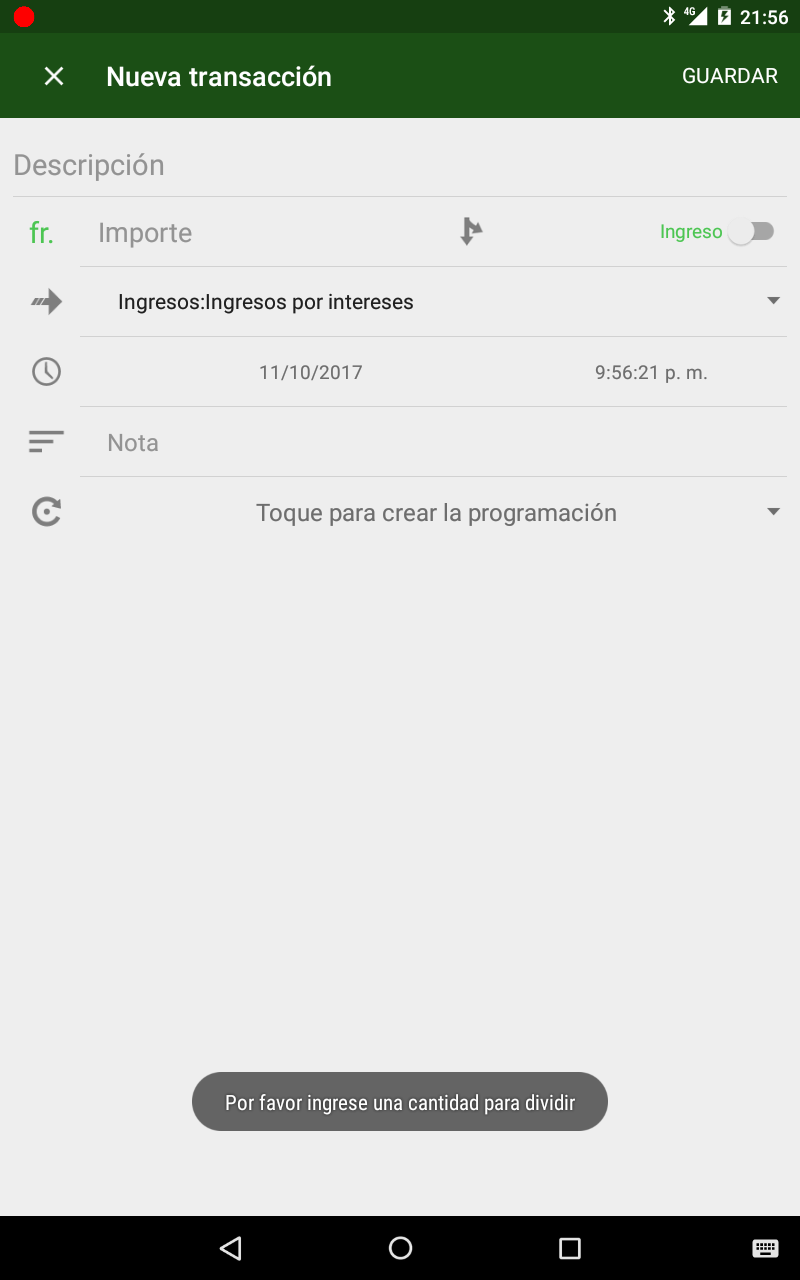 4G 21:56
Nueva transacción
GUARDAR
Descripción
fr. Importe Ingreso
Ingresos:Ingresos por intereses
11/10/2017 9:56:21 p. m.
Nota
Toque para crear la programación
Por favor ingrese una cantidad para dividir